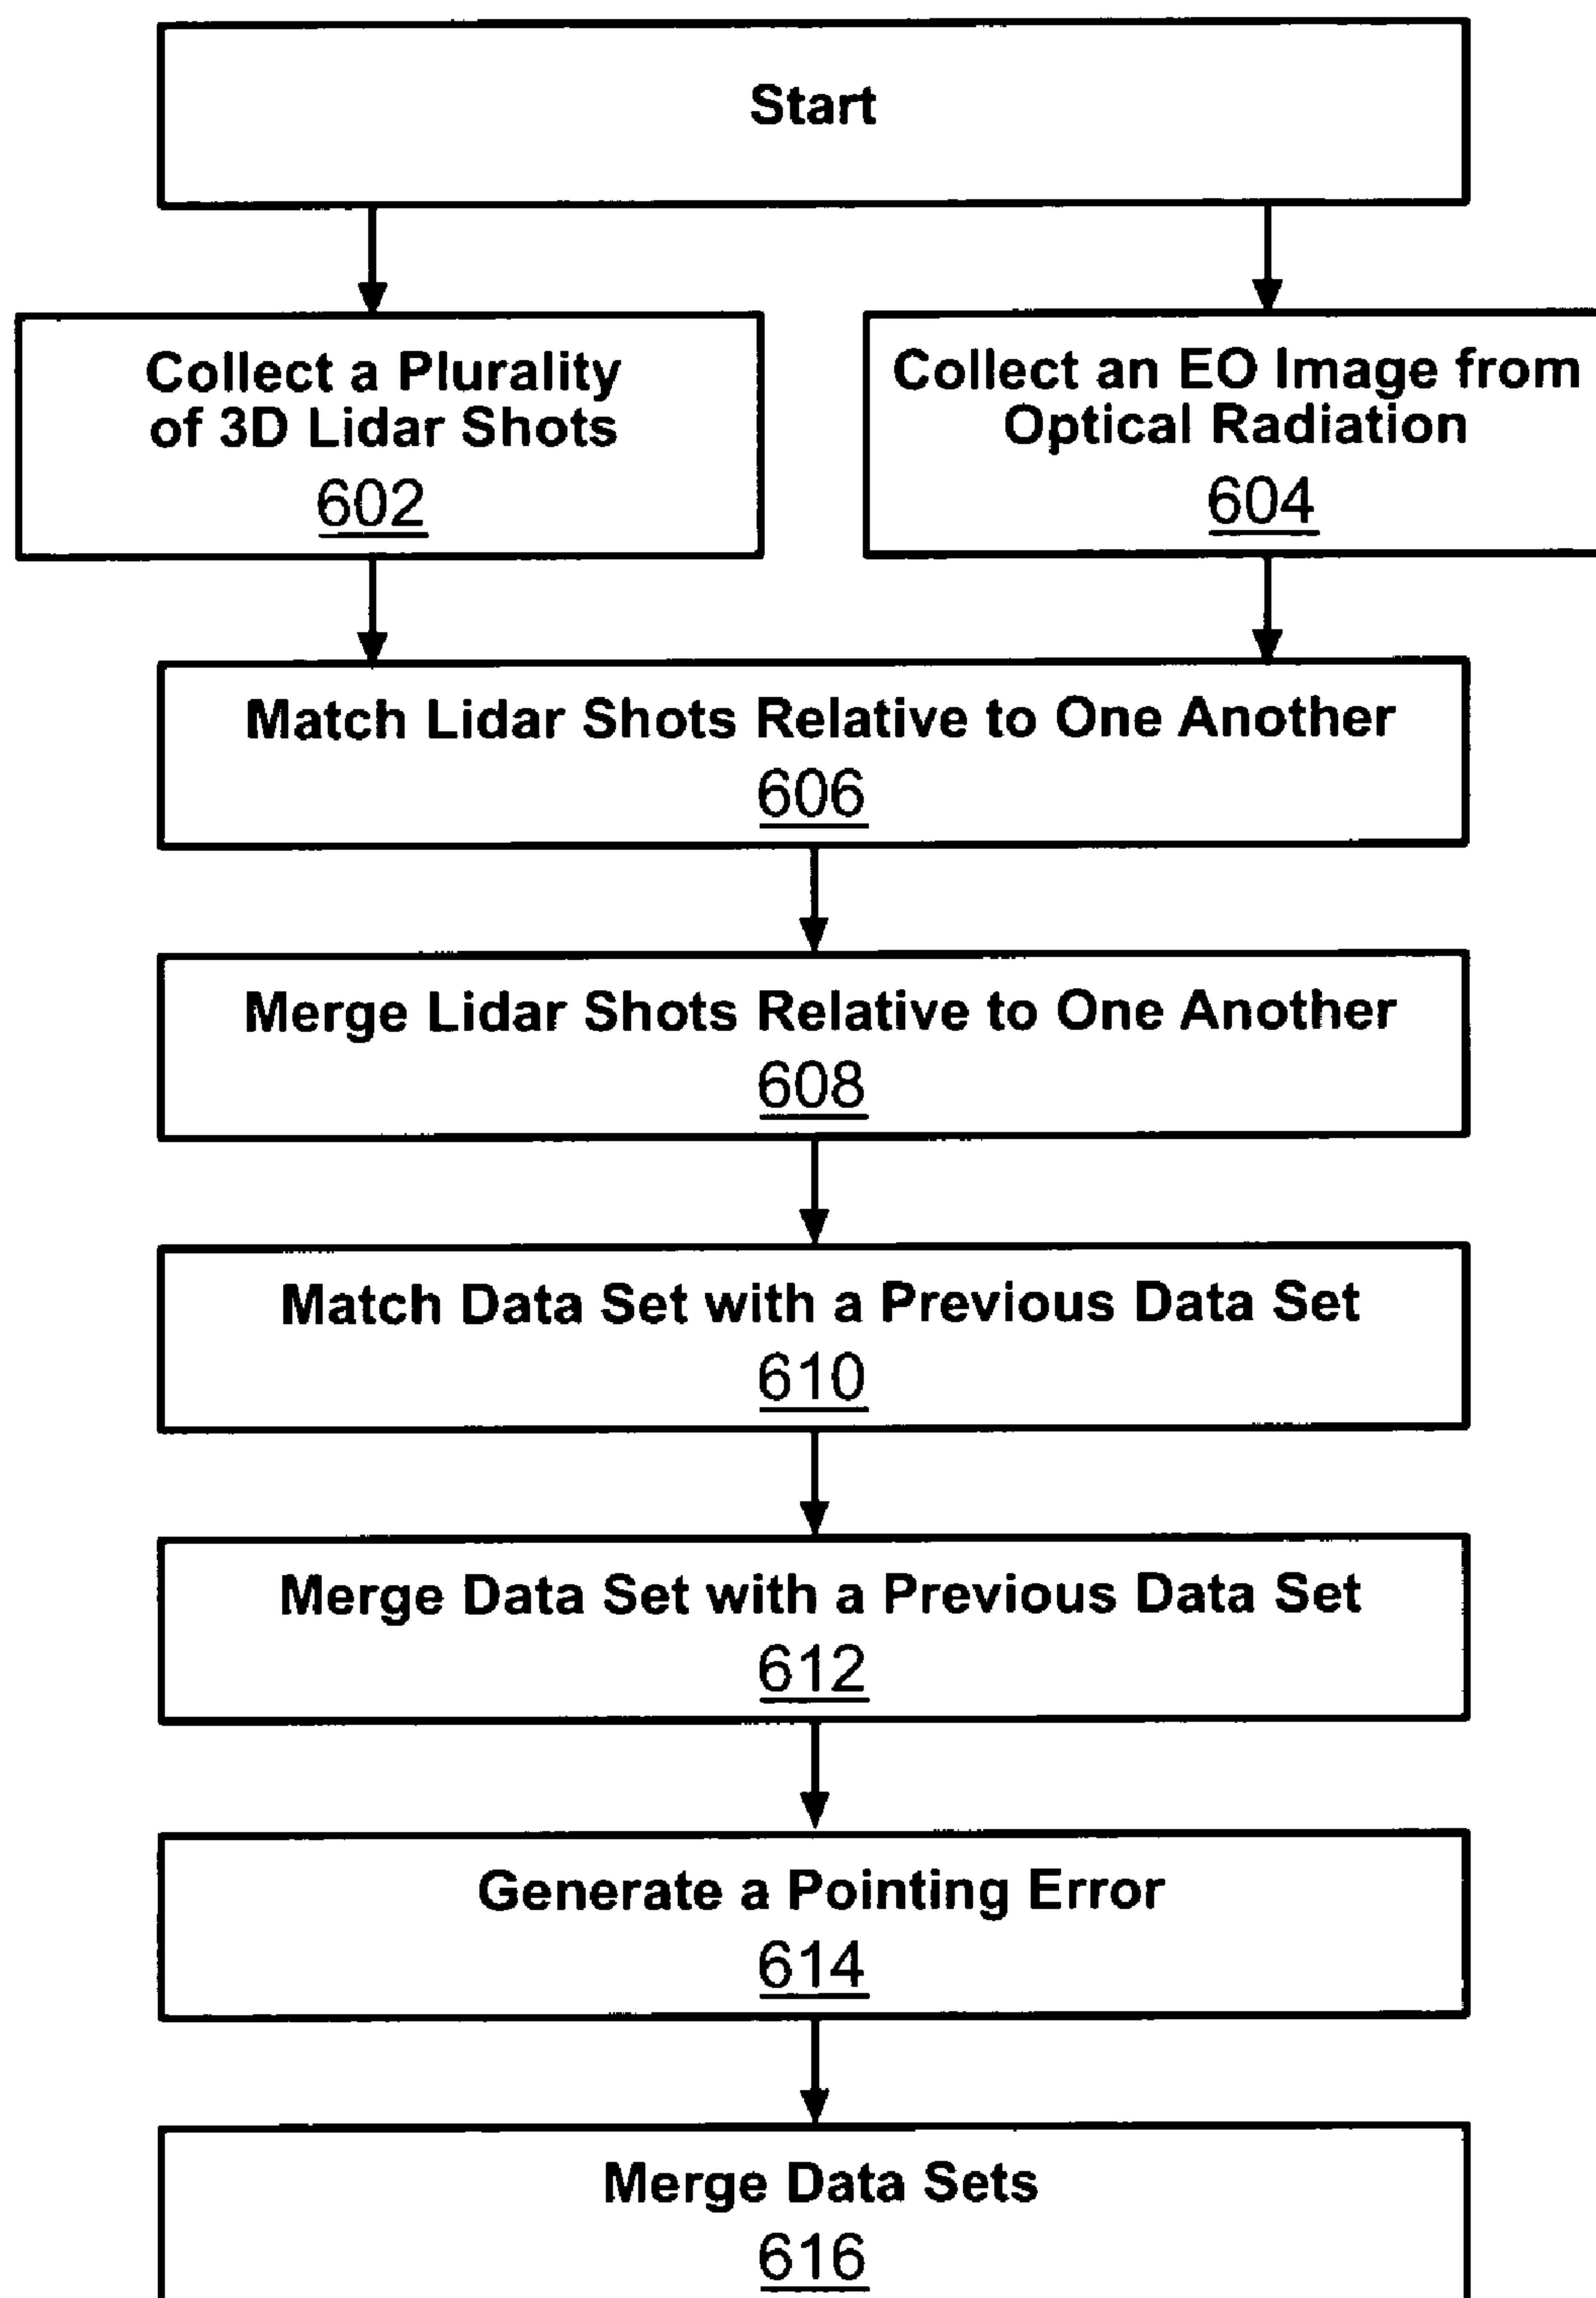 Start
Collect a Plurality
of 3D Lidar Shots
602
Collect an EO Image from
Optical Radiation
604
Match Lidar Shots Relative to One Another
606
Merge Lidar Shots Relative to One Another
608
Match Data Set with a Previous Data Set
610
Merge Data Set with a Previous Data Set
612
Generate a Pointing Error
614
Merge Data Sets
616